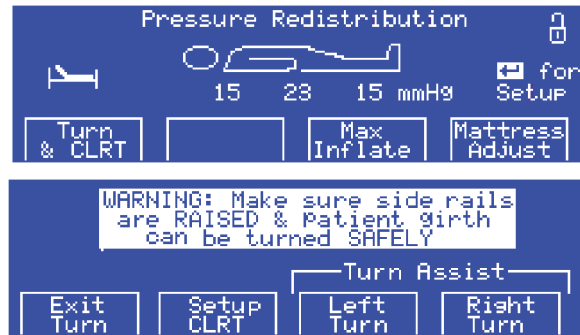 Pressure Redistribution
for
15 23 15 mmHg Setup
Turn Max Mattress
& CLRT Inflate Adjust
WARNING: Make sure side rails
are RAISED & Patient girth
can be turned SAFELY
Turn Assist
Exit Setup Left Right
Turn CLRT Turn Turn